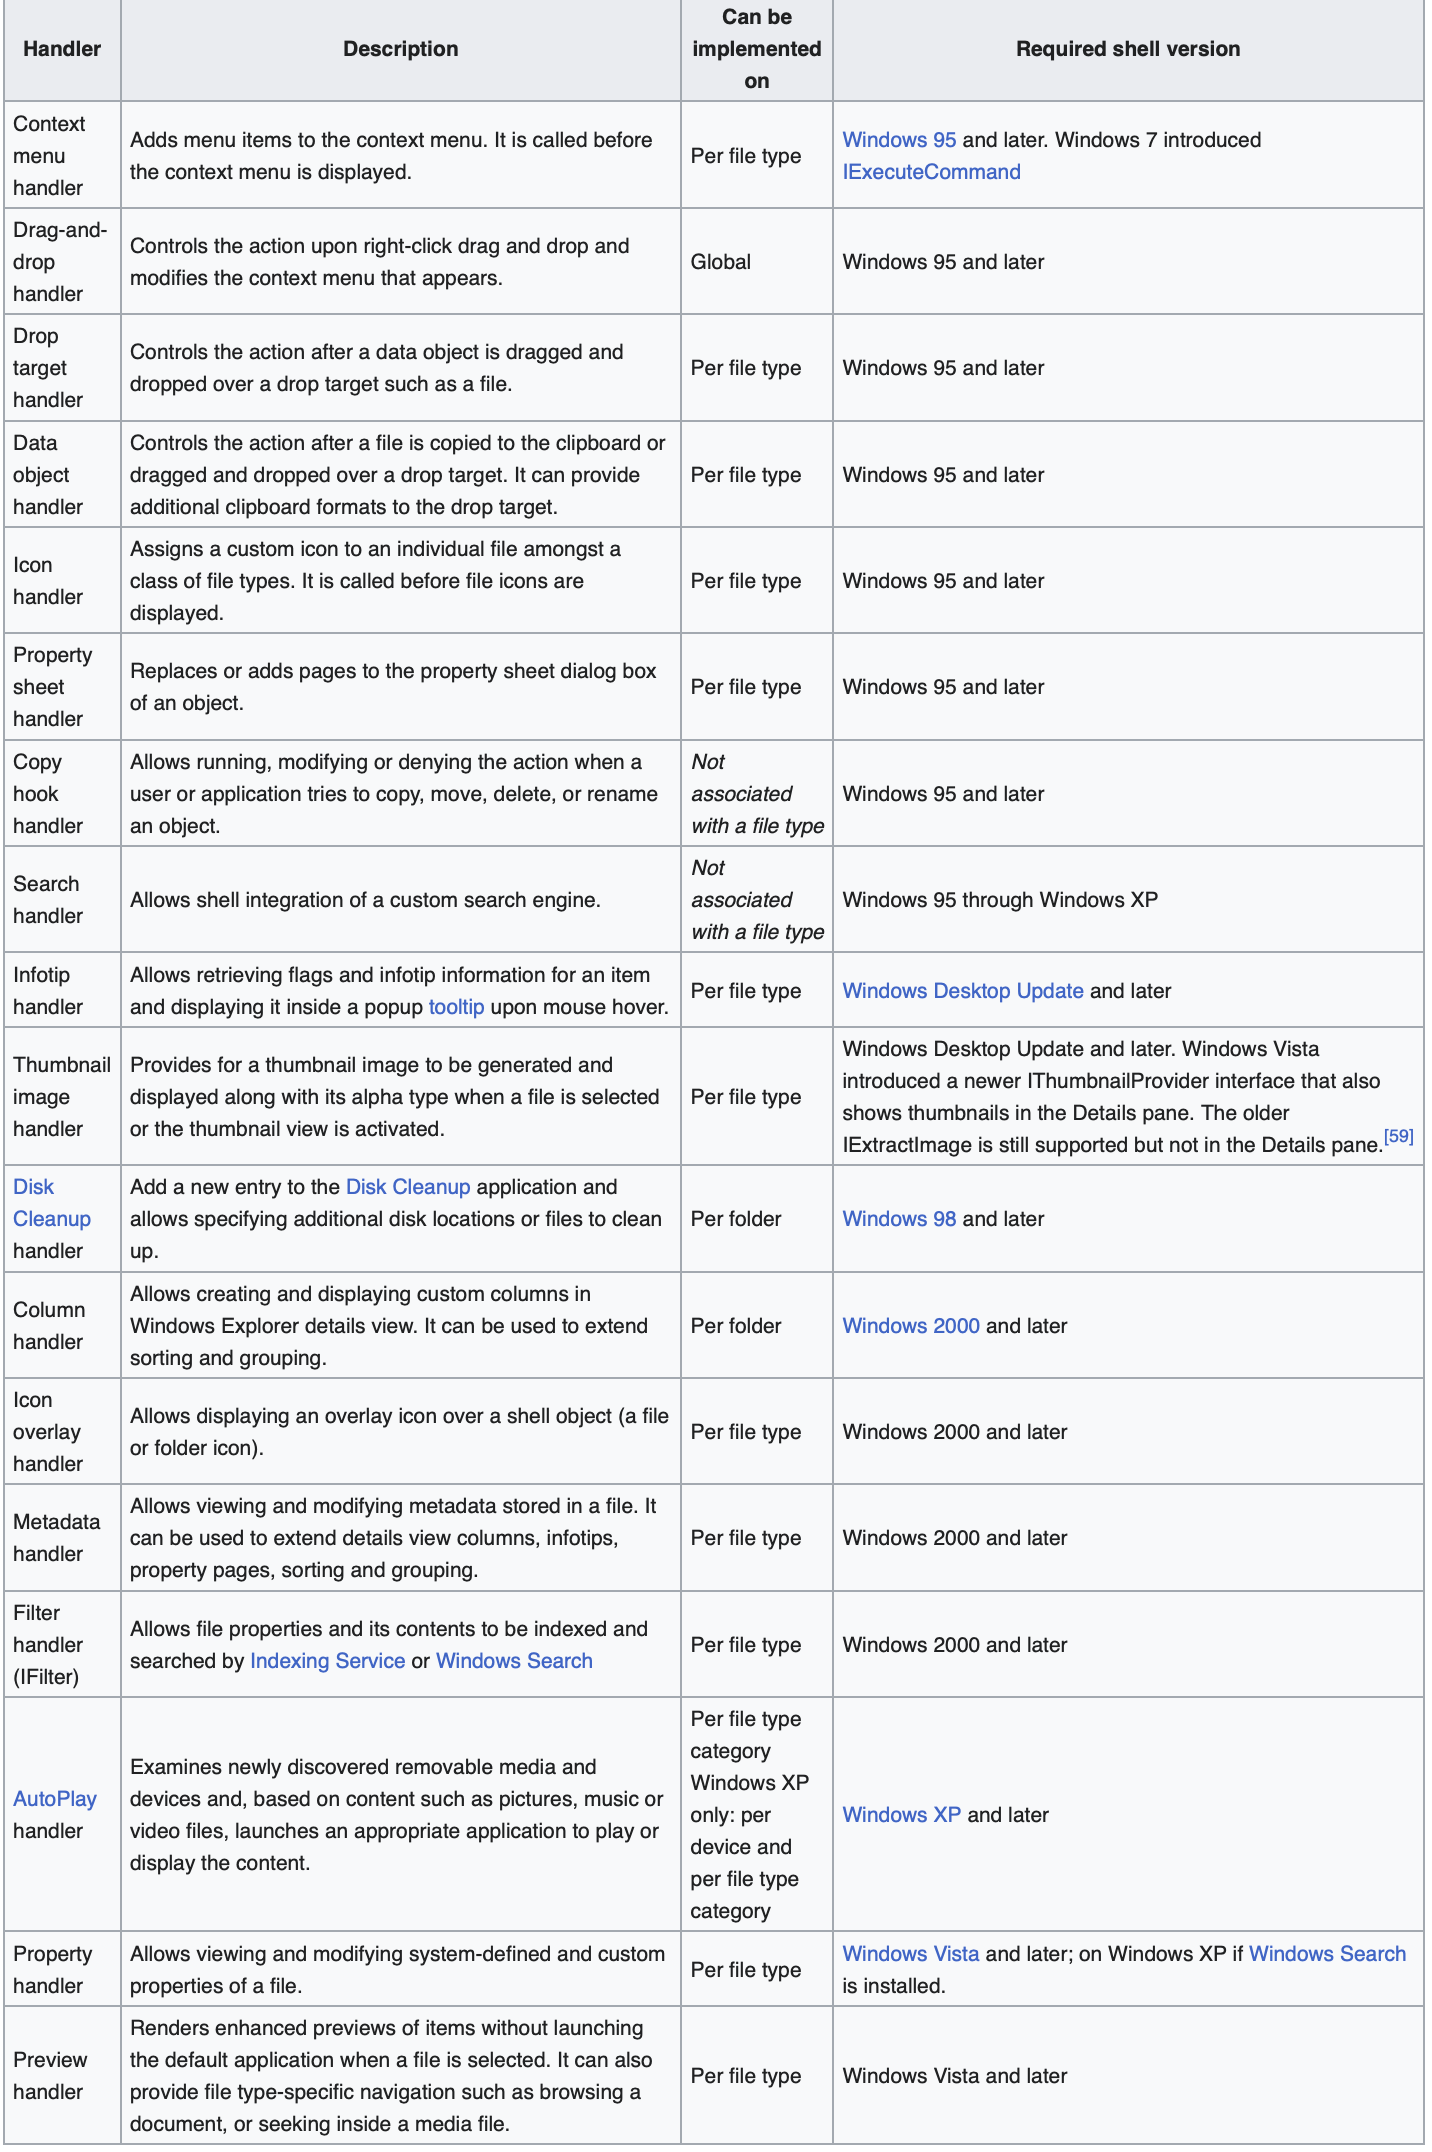 Handler
Description
Can be
implemented
on
Required shell version
Context
menu
handler
Adds menu items to the context menu. It is called before
the context menu is displayed.
Per file type
Windows 95 and later. Windows 7 introduced
IExecuteCommand
Drag-and-
drop
handler
Controls the action upon right-click drag and drop and
modifies the context menu that appears.
Global
Windows 95 and later
Drop
target
handler
Controls the action after a data object is dragged and
dropped over a drop target such as a file.
Per file type
Windows 95 and later
Data
object
handler
Controls the action after a file is copied to the clipboard or
dragged and dropped over a drop target. It can provide
additional clipboard formats to the drop target.
Per file type
Windows 95 and later
Icon
handler
Assigns a custom icon to an individual file amongst a
class of file types. It is called before file icons are
displayed.
Per file type
Windows 95 and later
Property
sheet
handler
Replaces or adds pages to the property sheet dialog box
of an object.
Per file type
Windows 95 and later
Copy
hook
handler
Allows running, modifying or denying the action when a
user or application tries to copy, move, delete, or rename
an object.
Not
associated
with a file type
Windows 95 and later
Search
handler
Allows shell integration of a custom search engine.
Not
associated
with a file type
Windows 95 through Windows XP
Infotip
handler
Allows retrieving flags and infotip information for an item
and displaying it inside a popup tooltip upon mouse hover.
Per file type
Windows Desktop Update and later
Thumbnail
image
handler
Provides for a thumbnail image to be generated and
displayed along with its alpha type when a file is selected
or the thumbnail view is activated.
Per file type
Windows Desktop Update and later. Windows Vista
introduced a newer IThumbnailProvider interface that also
shows thumbnails in the Details pane. The older
IExtractImage is still supported but not in the Details pane.[59]
Disk
Cleanup
handler
Add a new entry to the Disk Cleanup application and
allows specifying additional disk locations or files to clean
up.
Per folder
Windows 98 and later
Column
handler
Allows creating and displaying custom columns in
Windows Explorer details view. It can be used to extend
sorting and grouping.
Per folder
Windows 2000 and later
Icon
overlay
handler
Allows displaying an overlay icon over a shell object (a file
or folder icon).
Per file type
Windows 2000 and later
Metadata
handler
Allows viewing and modifying metadata stored in a file. It
can be used to extend details view columns, infotips,
property pages, sorting and grouping.
Per file type
Windows 2000 and later
Filter
handler
(IFilter)
Allows file properties and its contents to be indexed and
searched by Indexing Service or Windows Search
Per file type
Windows 2000 and later
AutoPlay
handler
Examines newly discovered removable media and
devices and, based on content such as pictures, music or
video files, launches an appropriate application to play or
display the content.
Per file type
category
Windows XP
only: per
device and
per file type
category
Windows XP and later
Property
handler
Allows viewing and modifying system-defined and custom
properties of a file.
Per file type
Windows Vista and later; on Windows XP if Windows Search
is installed.
Preview
handler
Renders enhanced previews of items without launching
the default application when a file is selected. It can also
provide file type-specific navigation such as browsing a
document, or seeking inside a media file.
Per file type
Windows Vista and later